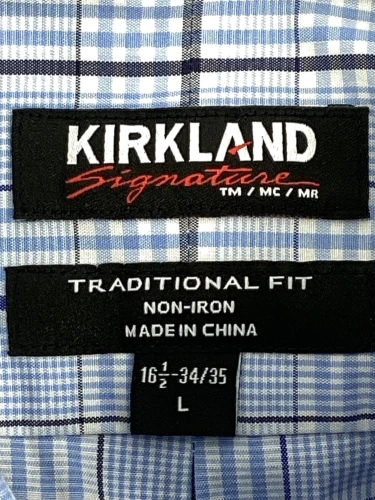 KIRKLAND
Signature
TM / MC / MR
TRADITIONAL FIT
NON-IRON
MADE IN CHINA
16½-34/35
L